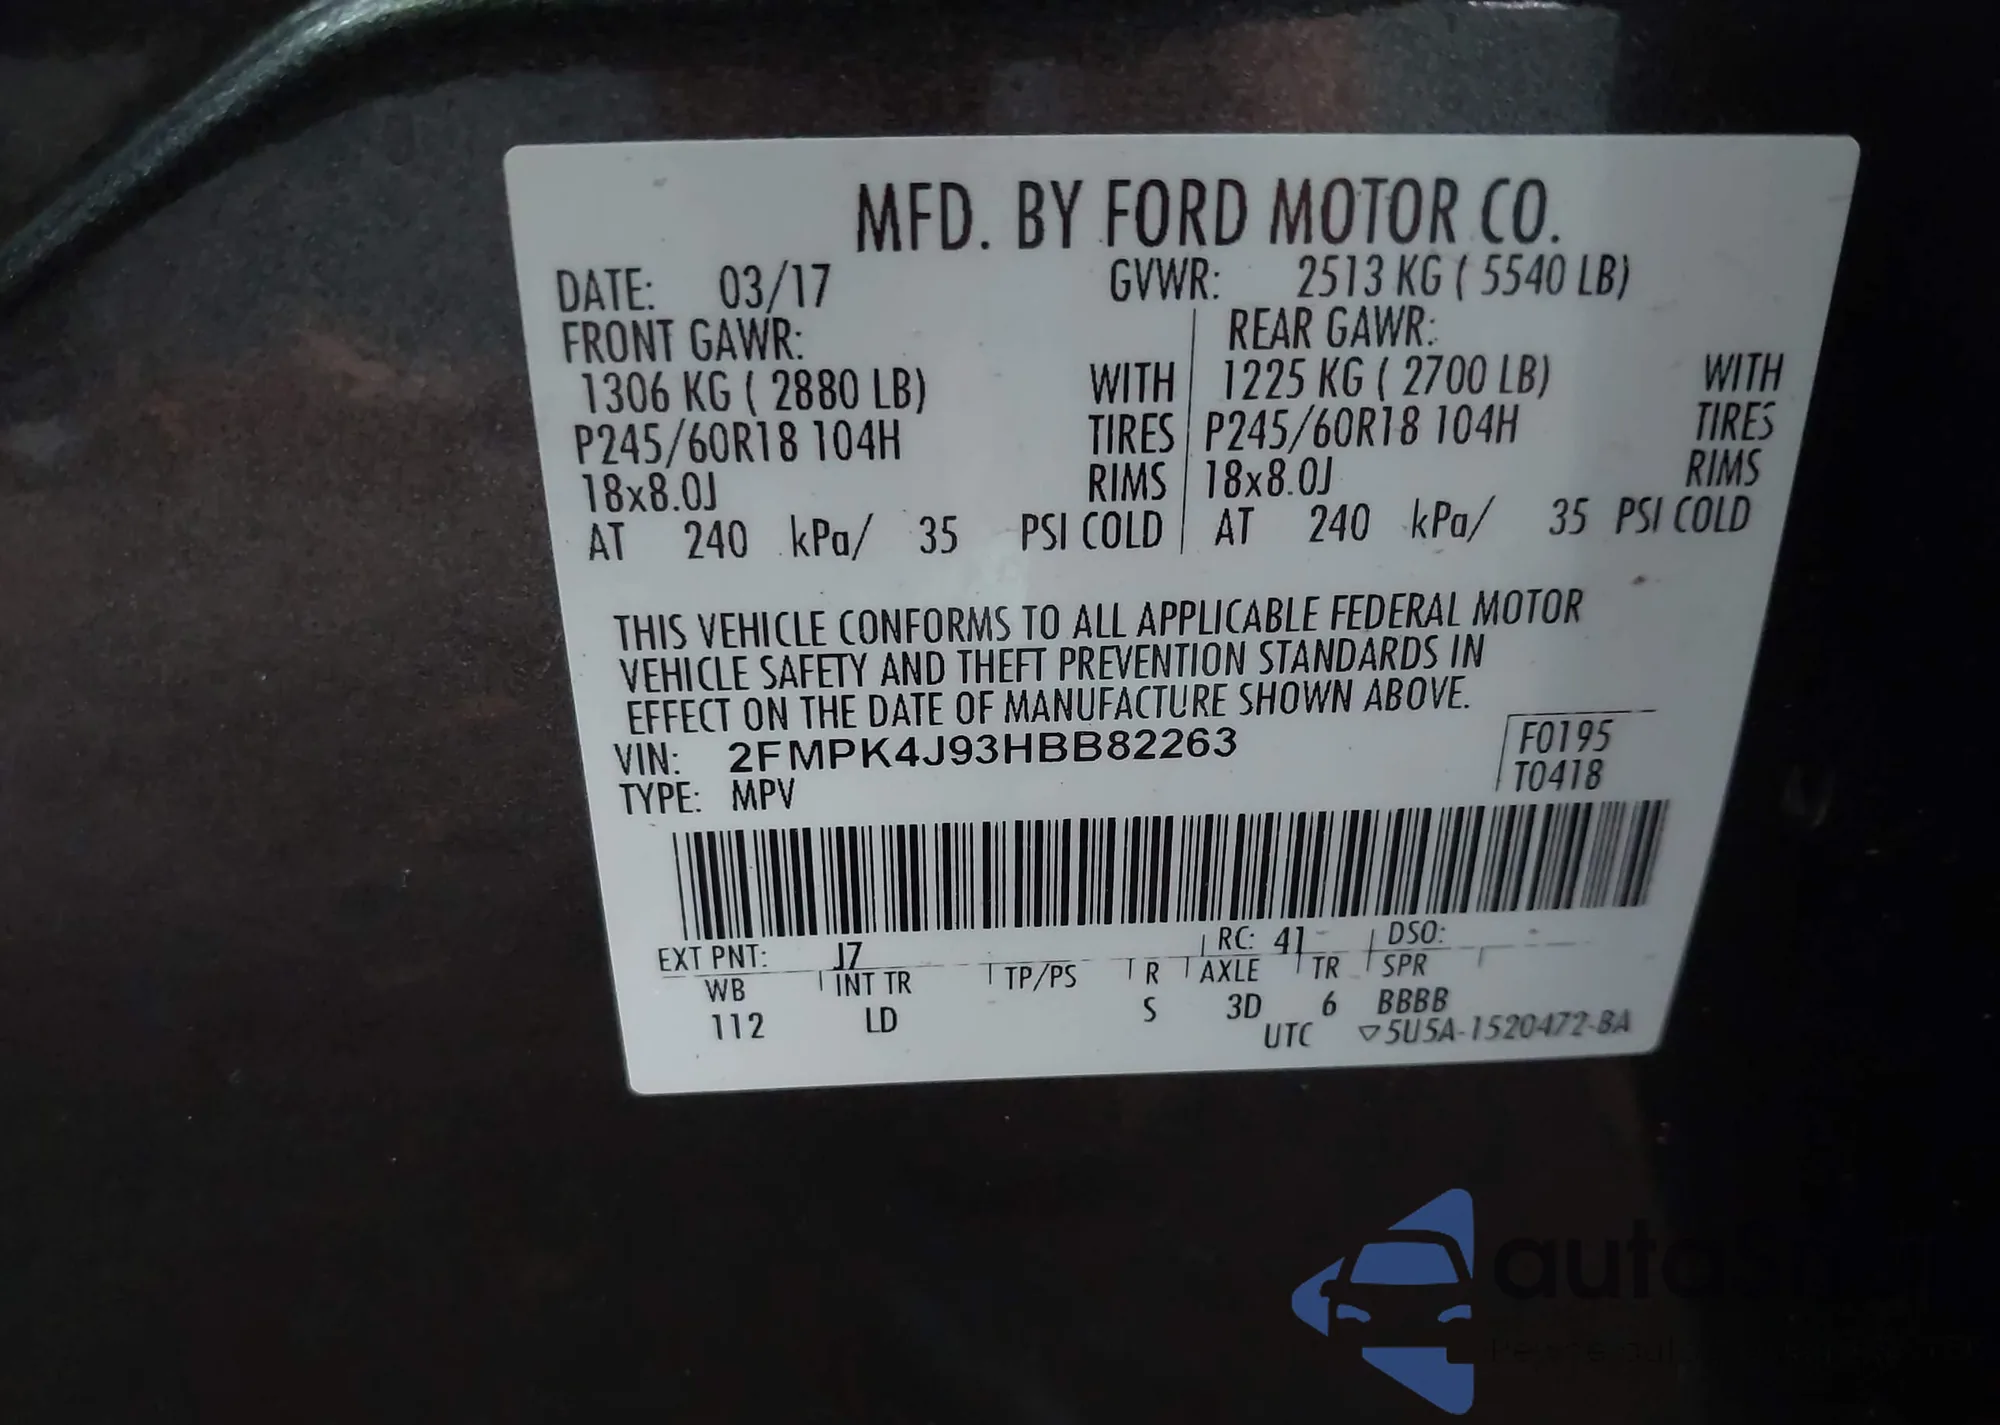 MFD. BY FORD MOTOR CO.
DATE: 03/17 GVWR: 2513 KG ( 5540 LB)
FRONT GAWR: REAR GAWR:
1306 KG ( 2880 LB) WITH 1225 KG ( 2700 LB) WITH
P245/60R18 104H TIRES P245/60R18 104H TIRES
18x8.0J RIMS 18x8.0J RIMS
AT 240 kPa/ 35 PSI COLD AT 240 kPa/ 35 PSI COLD
THIS VEHICLE CONFORMS TO ALL APPLICABLE FEDERAL MOTOR
VEHICLE SAFETY AND THEFT PREVENTION STANDARDS IN
EFFECT ON THE DATE OF MANUFACTURE SHOWN ABOVE.
VIN: 2FMPK4J93HBB82263 F0195
TYPE: MPV T0418
EXT PNT: J7 RC: 41 DSO:
WB INT TR TP/PS R AXLE TR SPR
112 LD S 3D 6 BBBB
UTC ▽5U5A-1520472-BA